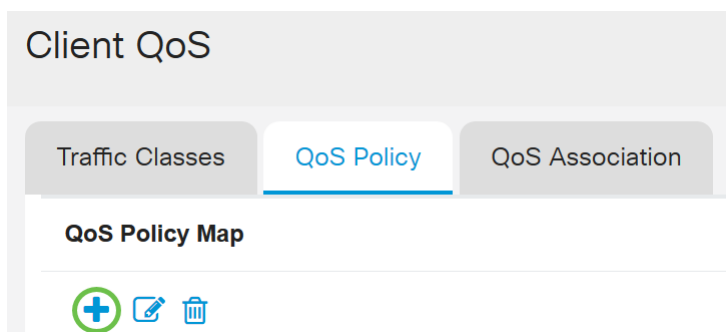 Client QoS
Traffic Classes QoS Policy QoS Association
QoS Policy Map